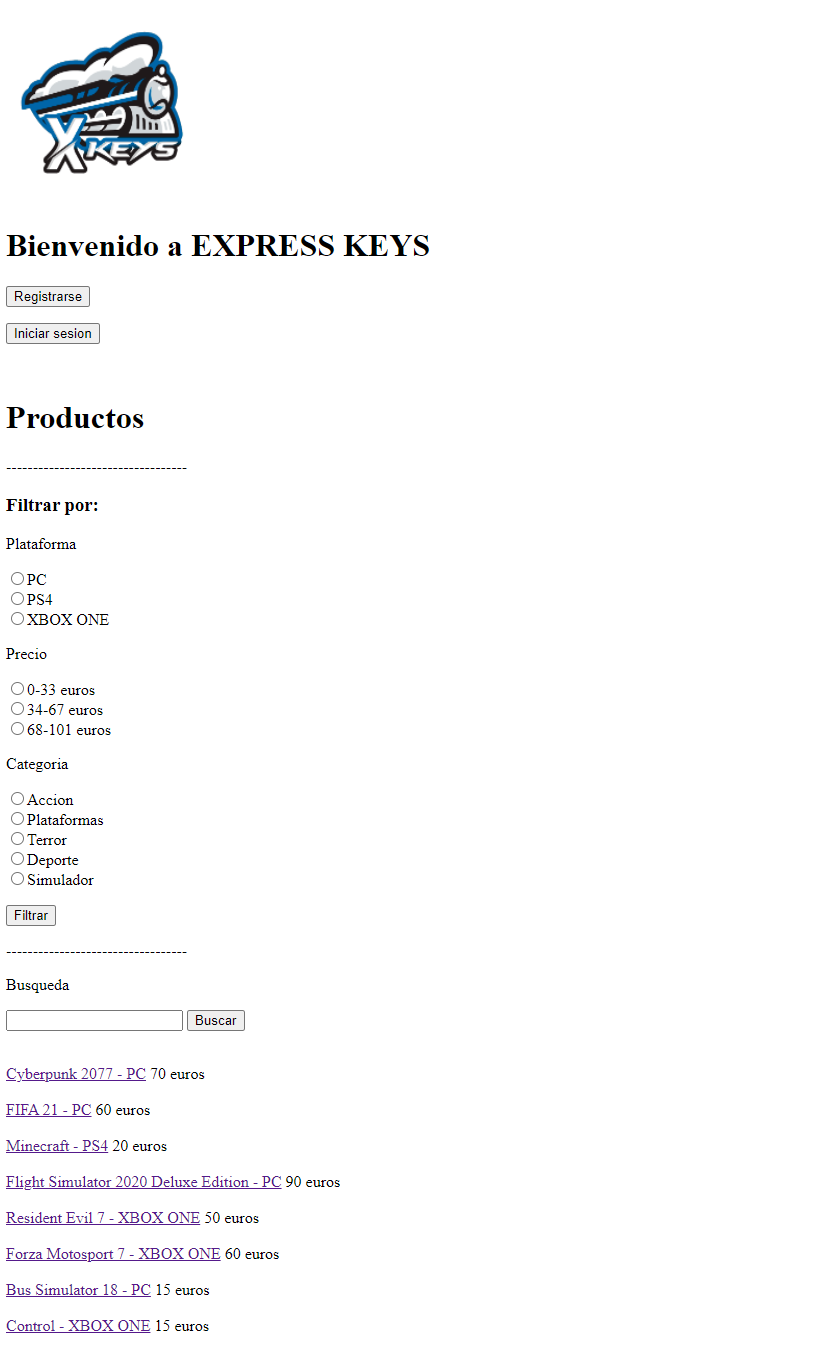 X-KEYS
Bienvenido a EXPRESS KEYS
Registrarse
Iniciar sesion
Productos
----------------------------------
Filtrar por:
Plataforma
PC
PS4
XBOX ONE
Precio
0-33 euros
34-67 euros
68-101 euros
Categoria
Accion
Plataformas
Terror
Deporte
Simulador
Filtrar
----------------------------------
Busqueda
Buscar
Cyberpunk 2077 - PC 70 euros
FIFA 21 - PC 60 euros
Minecraft - PS4 20 euros
Flight Simulator 2020 Deluxe Edition - PC 90 euros
Resident Evil 7 - XBOX ONE 50 euros
Forza Motosport 7 - XBOX ONE 60 euros
Bus Simulator 18 - PC 15 euros
Control - XBOX ONE 15 euros